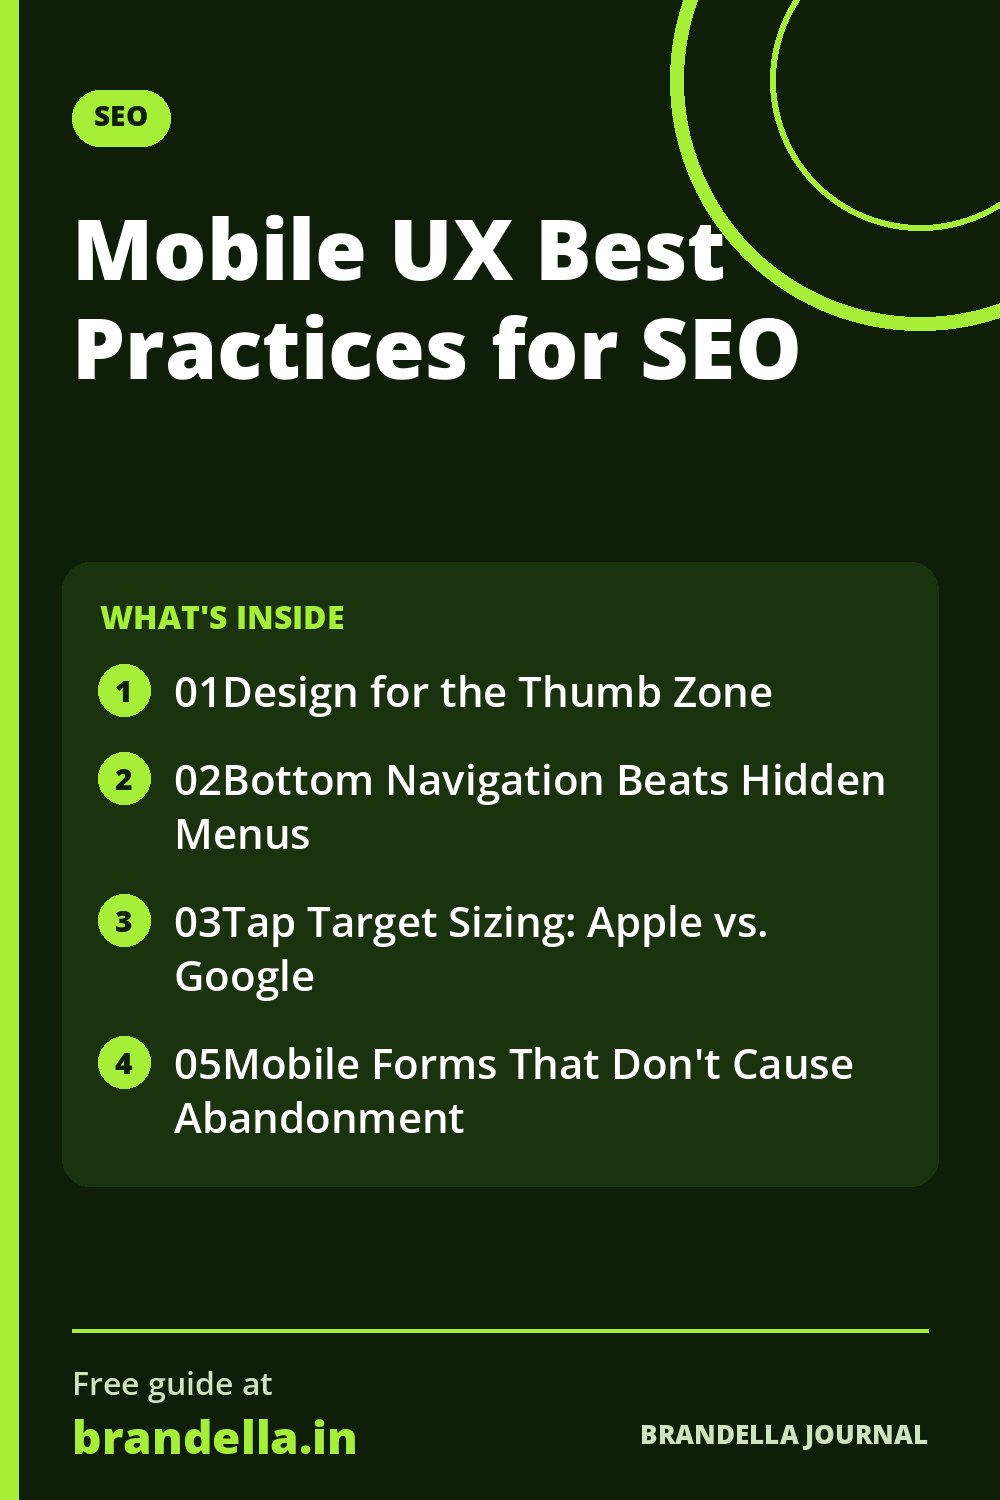 SEO
Mobile UX Best
Practices for SEO
WHAT'S INSIDE
1 01Design for the Thumb Zone
2 02Bottom Navigation Beats Hidden
Menus
3 03Tap Target Sizing: Apple vs.
Google
4 05Mobile Forms That Don't Cause
Abandonment
Free guide at
brandella.in
BRANDELLA JOURNAL